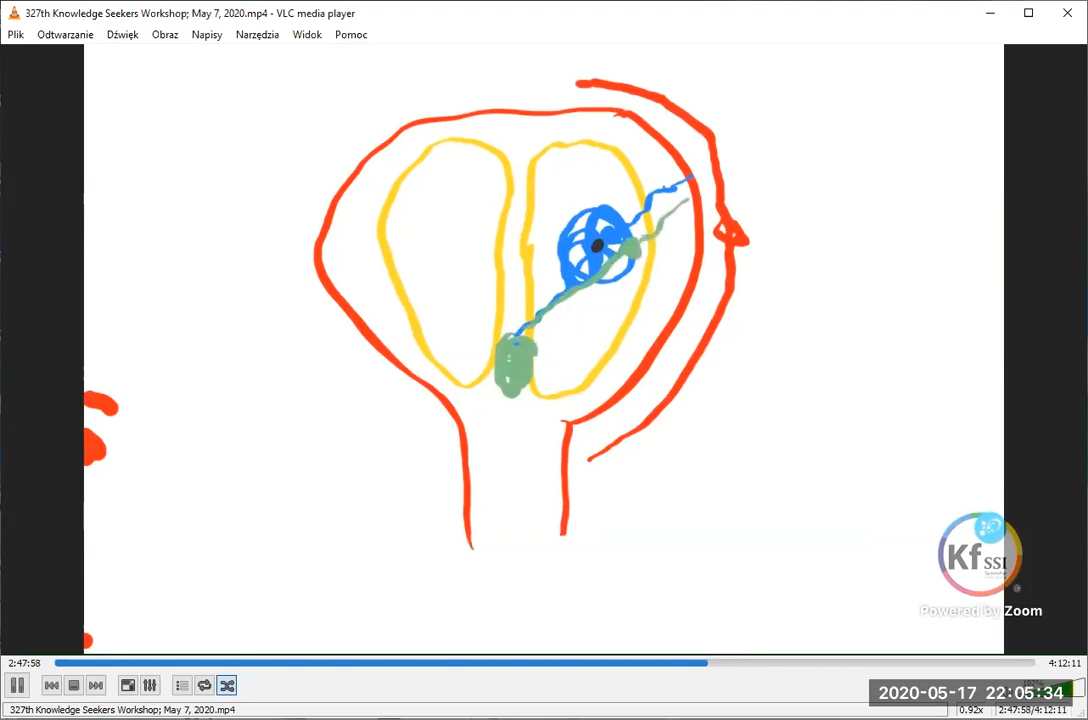 327th Knowledge Seekers Workshop; May 7, 2020.mp4 - VLC media player
Plik Odtwarzanie Dźwięk Obraz Napisy Narzędzia Widok Pomoc
Kf SSI
Powered by Zoom
2:47:58 4:12:11
2020-05-17 22:05:34
327th Knowledge Seekers Workshop; May 7, 2020.mp4 0.92x 2:47:58/4:12:11